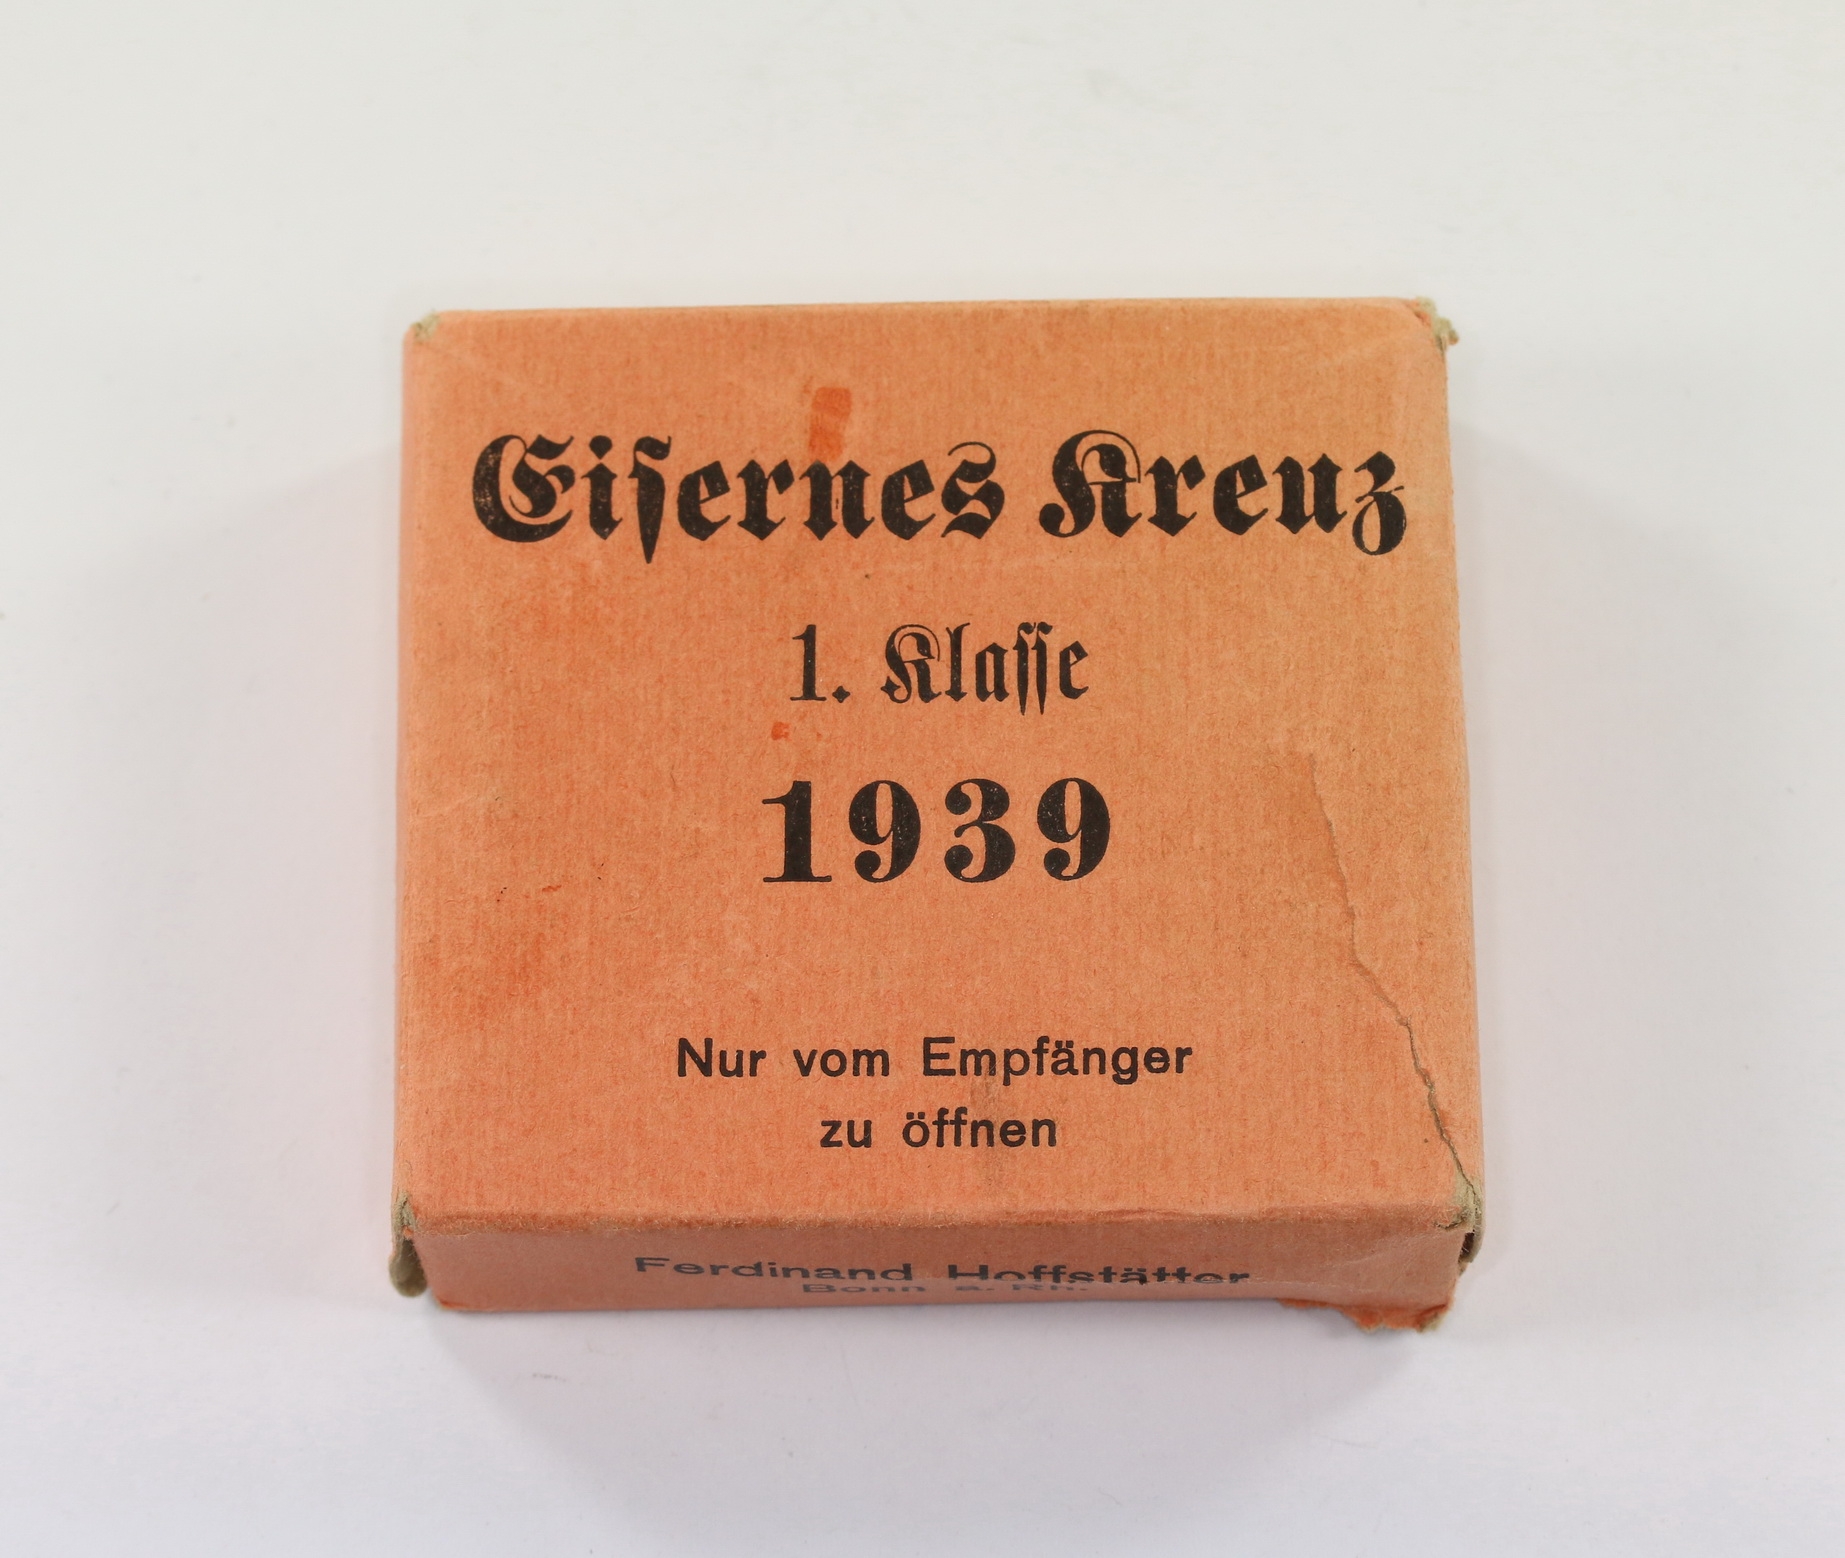 Eiſernes Kreuz
1. Klaſſe
1939
Nur vom Empfänger
zu öffnen
Ferdinand Hoffstätter
Bonn a. Rh.